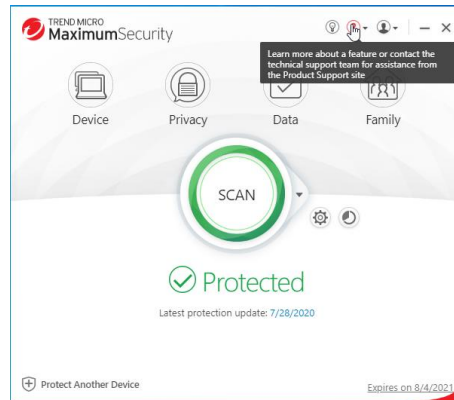 TREND MICRO
MaximumSecurity
Learn more about a feature or contact the
technical support team for assistance from
the Product Support site
Device
Privacy
Data
Family
SCAN
Protected
Latest protection update: 7/28/2020
Protect Another Device
Expires on 8/4/2021